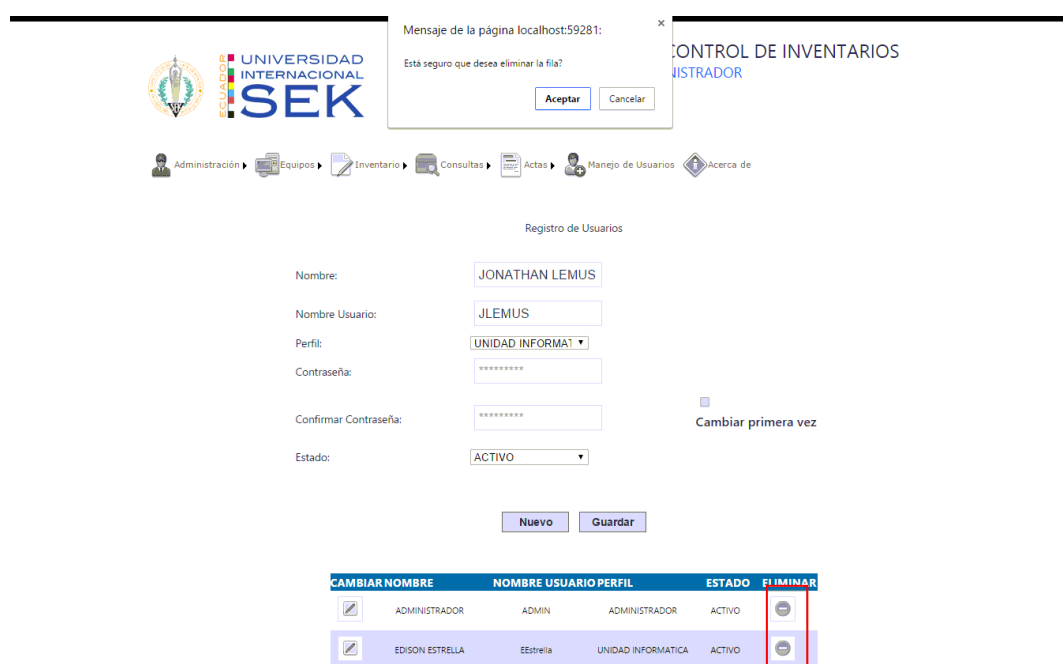 Mensaje de la página localhost:59281:
×
Está seguro que desea eliminar la fila?
Aceptar Cancelar
ECUADOR
UNIVERSIDAD
INTERNACIONAL
SEK
CONTROL DE INVENTARIOS
Administración Equipos Inventario Consultas Actas Manejo de Usuarios Acerca de
Registro de Usuarios
Nombre: JONATHAN LEMUS
Nombre Usuario: JLEMUS
Perfil: UNIDAD INFORMAT
Contraseña: *********
Confirmar Contraseña: *********
Cambiar primera vez
Estado: ACTIVO
Nuevo Guardar
CAMBIAR NOMBRE NOMBRE USUARIO PERFIL ESTADO ELIMINAR
ADMINISTRADOR ADMIN ADMINISTRADOR ACTIVO
EDISON ESTRELLA EEstrella UNIDAD INFORMATICA ACTIVO